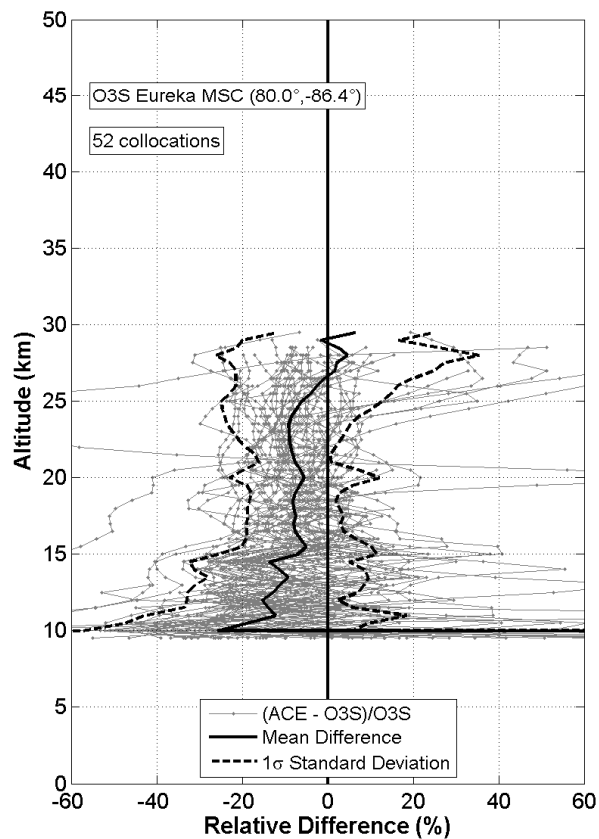 50
45
40
35
30
25
20
15
10
5
0
Altitude (km)
O3S Eureka MSC (80.0°,-86.4°)
52 collocations
(ACE - O3S)/O3S
Mean Difference
1σ Standard Deviation
-60 -40 -20 0 20 40 60
Relative Difference (%)